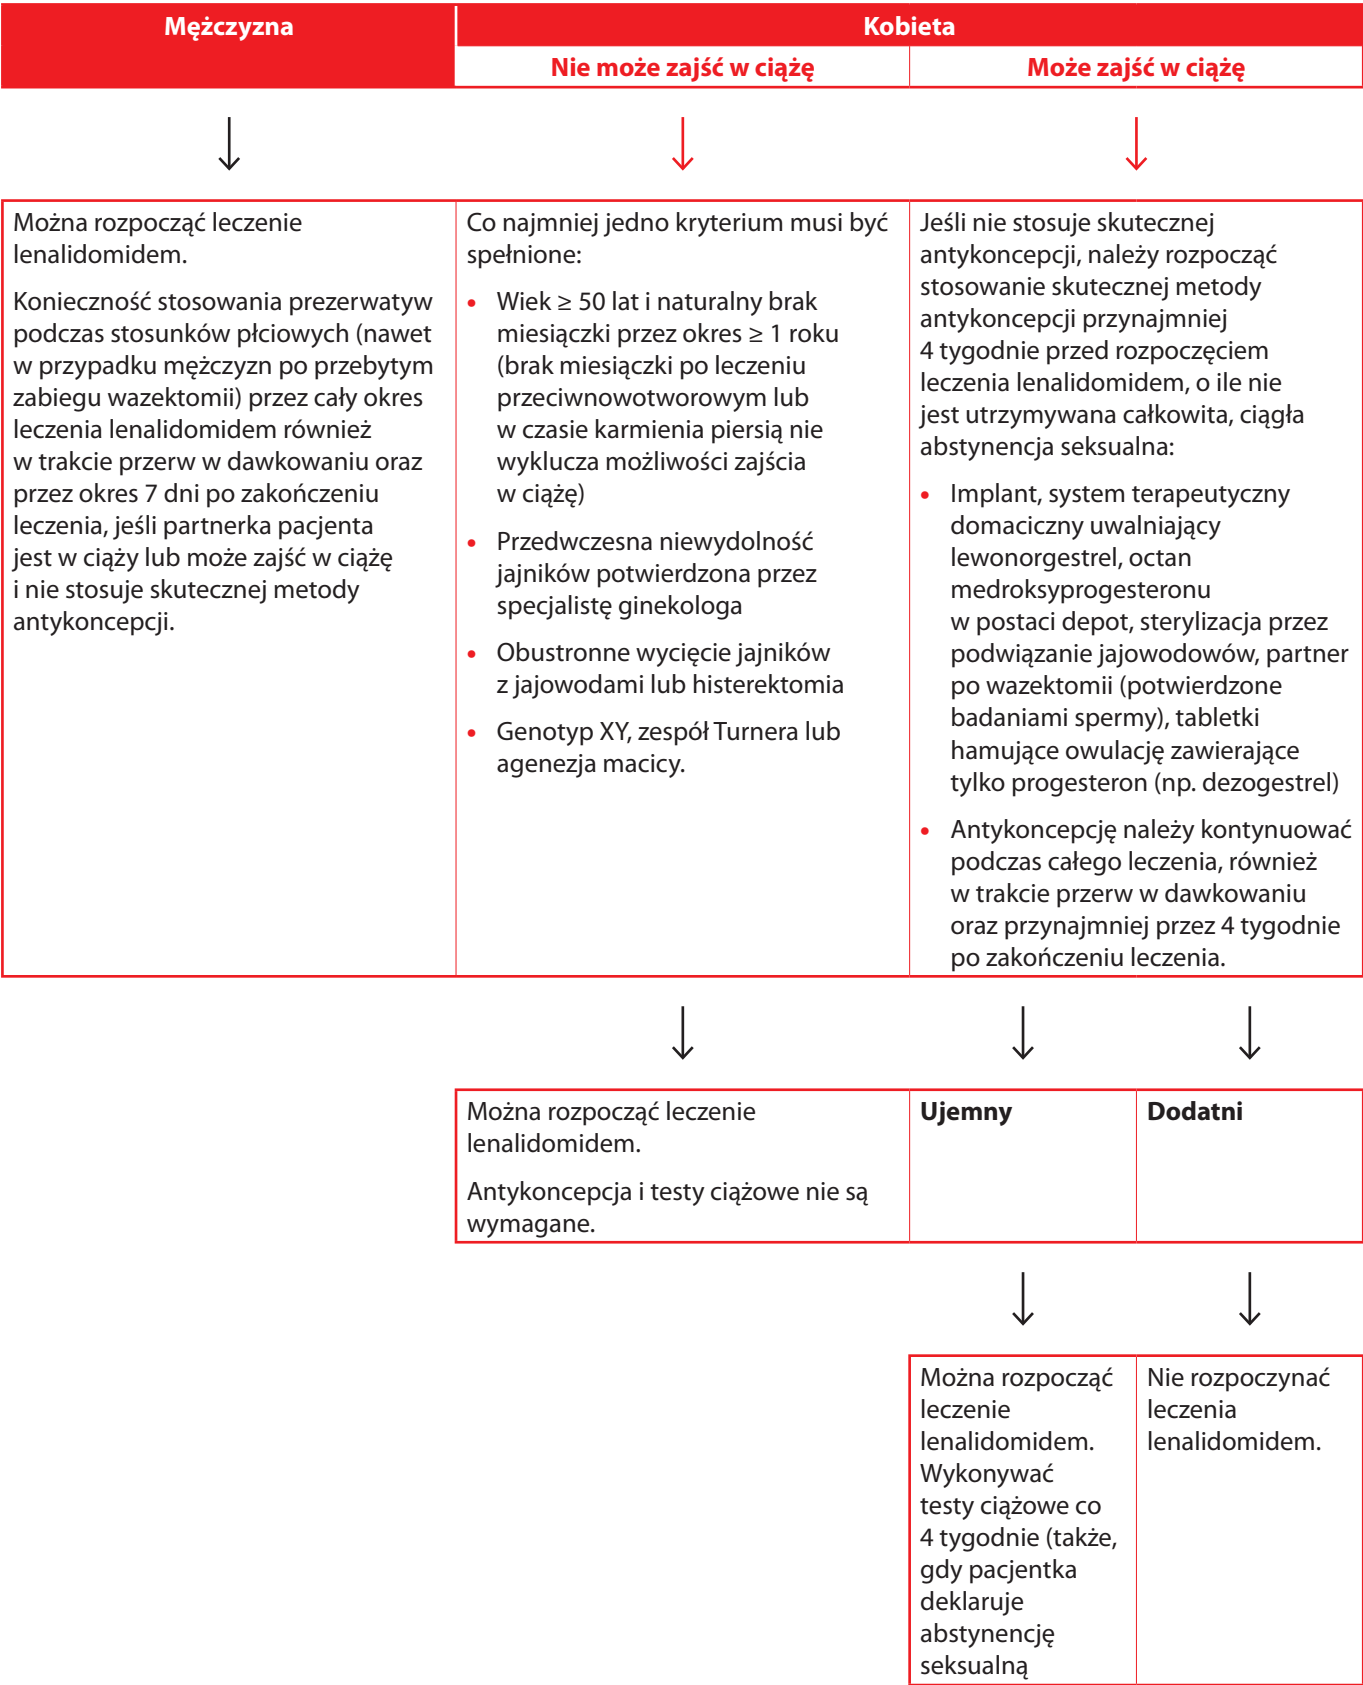 Mężczyzna
Kobieta
Nie może zajść w ciążę
Może zajść w ciążę
Można rozpocząć leczenie
lenalidomidem.
Konieczność stosowania prezerwatyw
podczas stosunków płciowych (nawet
w przypadku mężczyzn po przebytym
zabiegu wazektomii) przez cały okres
leczenia lenalidomidem również
w trakcie przerw w dawkowaniu oraz
przez okres 7 dni po zakończeniu
leczenia, jeśli partnerka pacjenta
jest w ciąży lub może zajść w ciążę
i nie stosuje skutecznej metody
antykoncepcji.
Co najmniej jedno kryterium musi być
spełnione:
• Wiek ≥ 50 lat i naturalny brak
miesiączki przez okres ≥ 1 roku
(brak miesiączki po leczeniu
przeciwnowotworowym lub
w czasie karmienia piersią nie
wyklucza możliwości zajścia
w ciążę)
• Przedwczesna niewydolność
jajników potwierdzona przez
specjalistę ginekologa
• Obustronne wycięcie jajników
z jajowodami lub histerektomia
• Genotyp XY, zespół Turnera lub
agenezja macicy.
Jeśli nie stosuje skutecznej
antykoncepcji, należy rozpocząć
stosowanie skutecznej metody
antykoncepcji przynajmniej
4 tygodnie przed rozpoczęciem
leczenia lenalidomidem, o ile nie
jest utrzymywana całkowita, ciągła
abstynencja seksualna:
• Implant, system terapeutyczny
domaciczny uwalniający
lewonorgestrel, octan
medroksyprogesteronu
w postaci depot, sterylizacja przez
podwiązanie jajowodowów, partner
po wazektomii (potwierdzone
badaniami spermy), tabletki
hamujące owulację zawierające
tylko progesteron (np. dezogestrel)
• Antykoncepcję należy kontynuować
podczas całego leczenia, również
w trakcie przerw w dawkowaniu
oraz przynajmniej przez 4 tygodnie
po zakończeniu leczenia.
Można rozpocząć leczenie
lenalidomidem.
Antykoncepcja i testy ciążowe nie są
wymagane.
Ujemny
Dodatni
Można rozpocząć
leczenie
lenalidomidem.
Wykonywać
testy ciążowe co
4 tygodnie (także,
gdy pacjentka
deklaruje
abstynencję
seksualną
Nie rozpoczynać
leczenia
lenalidomidem.